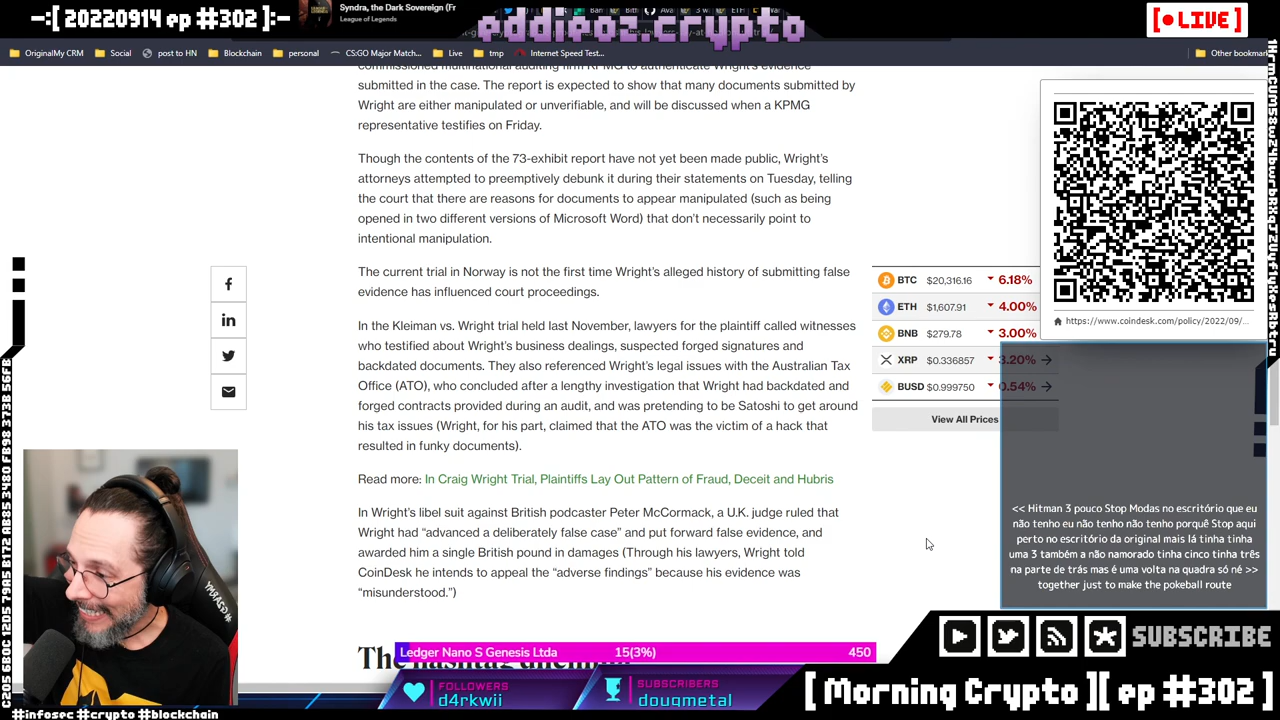 -:[ 20220914 ep #302 ]:-
Syndra, the Dark Sovereign (Fr
League of Legends
eddieoz.crypto
[ ● LIVE ]
OriginalMy CRM
Social
post to HN
Blockchain
personal
CS:GO Major Match...
Live
tmp
Internet Speed Test...
Other bookmar
submitted in the case. The report is expected to show that many documents submitted by
Wright are either manipulated or unverifiable, and will be discussed when a KPMG
representative testifies on Friday.
Though the contents of the 73-exhibit report have not yet been made public, Wright's
attorneys attempted to preemptively debunk it during their statements on Tuesday, telling
the court that there are reasons for documents to appear manipulated (such as being
opened in two different versions of Microsoft Word) that don't necessarily point to
intentional manipulation.
The current trial in Norway is not the first time Wright's alleged history of submitting false
evidence has influenced court proceedings.
In the Kleiman vs. Wright trial held last November, lawyers for the plaintiff called witnesses
who testified about Wright's business dealings, suspected forged signatures and
backdated documents. They also referenced Wright's legal issues with the Australian Tax
Office (ATO), who concluded after a lengthy investigation that Wright had backdated and
forged contracts provided during an audit, and was pretending to be Satoshi to get around
his tax issues (Wright, for his part, claimed that the ATO was the victim of a hack that
resulted in funky documents).
Read more: In Craig Wright Trial, Plaintiffs Lay Out Pattern of Fraud, Deceit and Hubris
In Wright's libel suit against British podcaster Peter McCormack, a U.K. judge ruled that
Wright had “advanced a deliberately false case” and put forward false evidence, and
awarded him a single British pound in damages (Through his lawyers, Wright told
CoinDesk he intends to appeal the “adverse findings” because his evidence was
“misunderstood.”)
BTC $20,316.16 6.18%
ETH $1,607.91 4.00%
BNB $279.78 3.00%
XRP $0.336857 3.20%
BUSD $0.999750 0.54%
View All Prices
https://www.coindesk.com/policy/2022/09/...
<< Hitman 3 pouco Stop Modas no escritório que eu
não tenho eu não tenho não tenho porquê Stop aqui
perto no escritório da original mais lá tinha tinha
uma 3 também a não namorado tinha cinco tinha três
na parte de trás mas é uma volta na quadra só né >>
together just to make the pokeball route
Ledger Nano S Genesis Ltda 15(3%) 450
FOLLOWERS
d4rkwii
SUBSCRIBERS
dougmetal
SUBSCRIBE
[ Morning Crypto ][ ep #302 ]
#infosec #crypto #blockchain